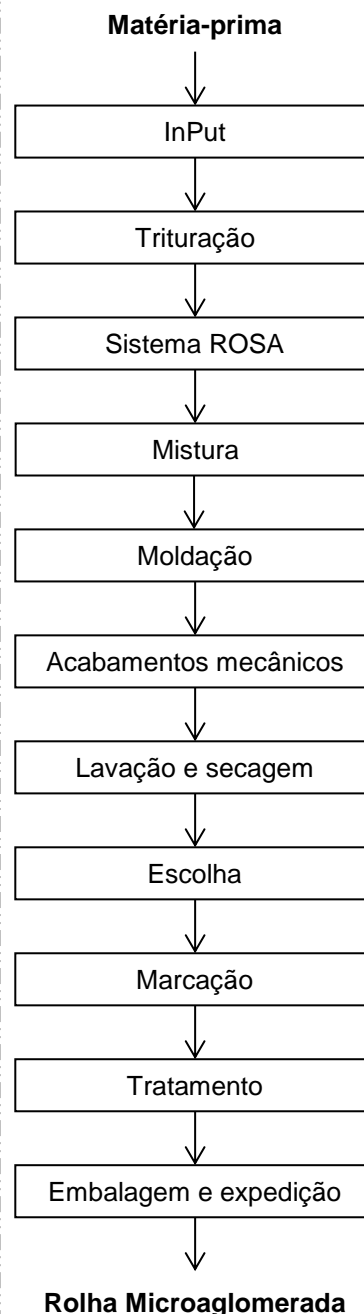 Matéria-prima
InPut
Trituração
Sistema ROSA
Mistura
Moldação
Acabamentos mecânicos
Lavação e secagem
Escolha
Marcação
Tratamento
Embalagem e expedição
Rolha Microaglomerada